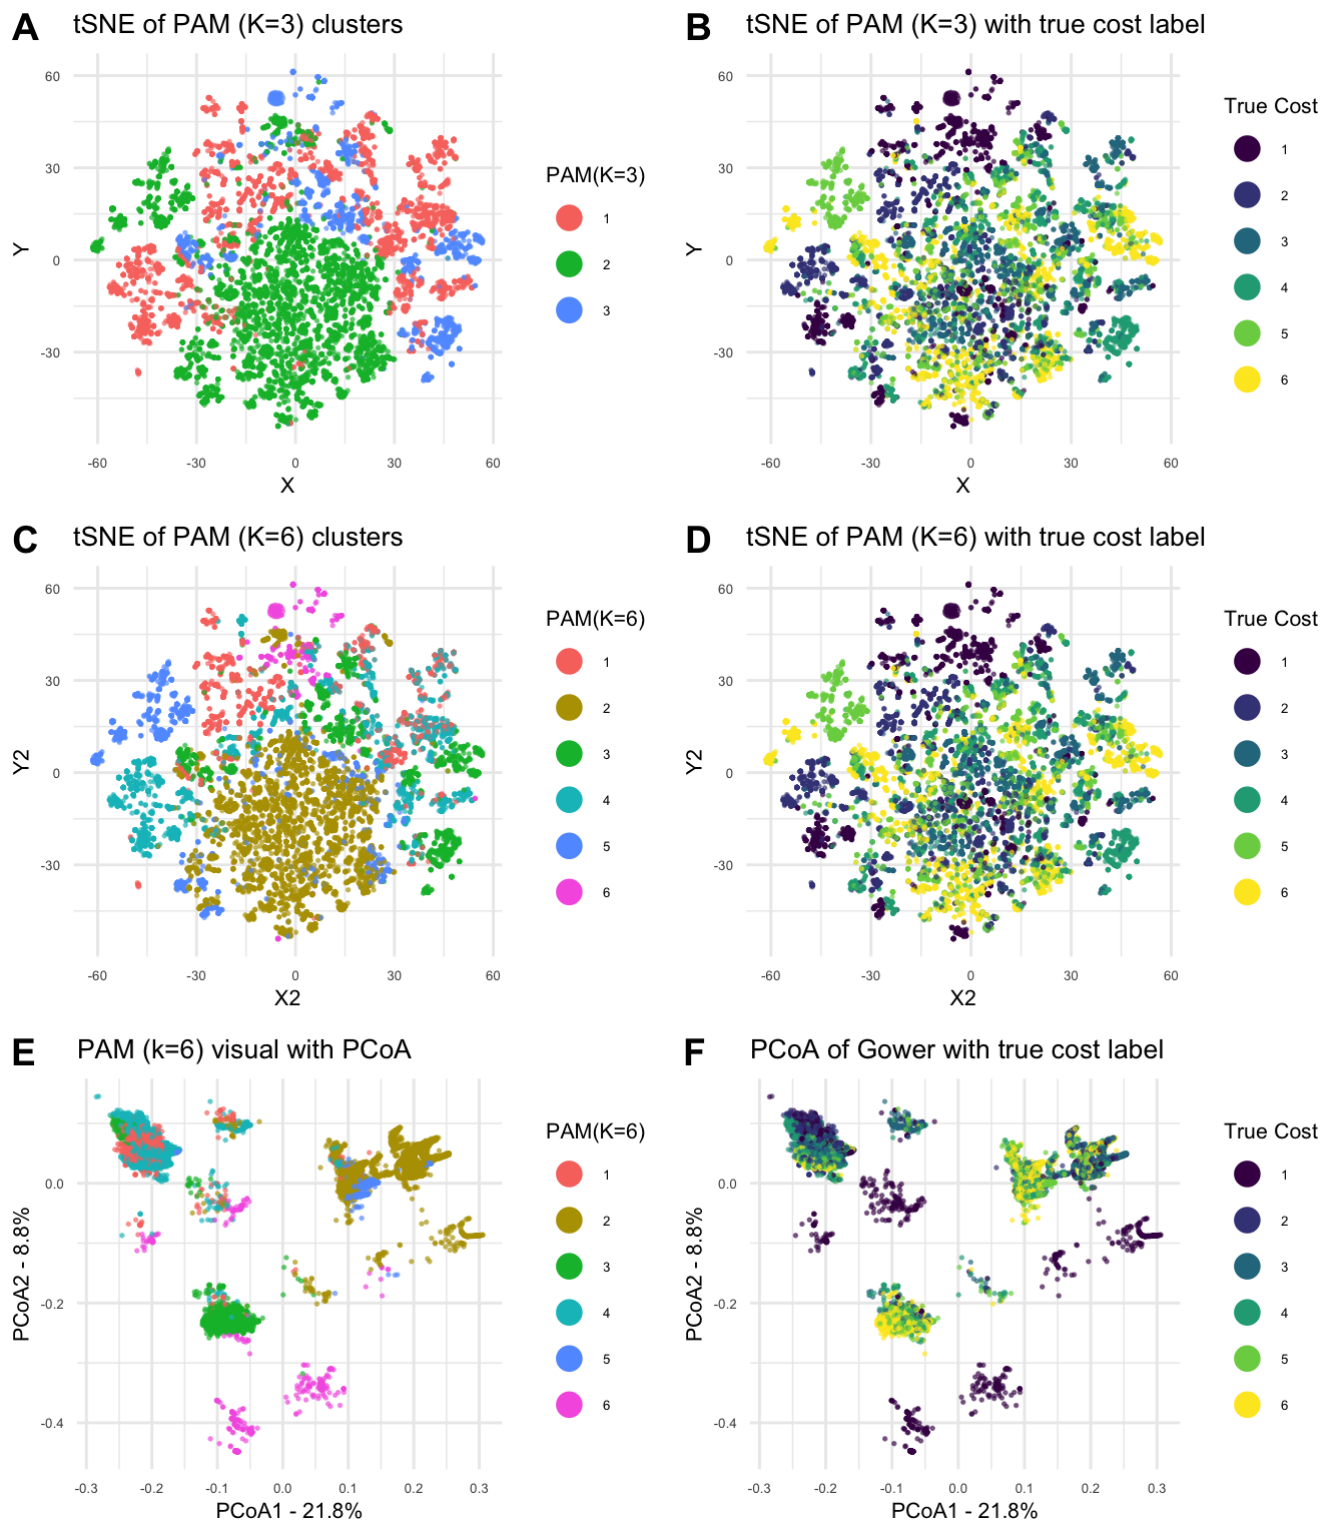 A tSNE of PAM (K=3) clusters
60
30
0
-30
-60 -30 0 30 60
X
Y
PAM(K=3)
1
2
3
B tSNE of PAM (K=3) with true cost label
60
30
0
-30
-60 -30 0 30 60
X
Y
True Cost
1
2
3
4
5
6
C tSNE of PAM (K=6) clusters
60
30
0
-30
-60 -30 0 30 60
X2
Y2
PAM(K=6)
1
2
3
4
5
6
D tSNE of PAM (K=6) with true cost label
60
30
0
-30
-60 -30 0 30 60
X2
Y2
True Cost
1
2
3
4
5
6
E PAM (k=6) visual with PCoA
0.0
-0.2
-0.4
-0.3 -0.2 -0.1 0.0 0.1 0.2 0.3
PCoA1 - 21.8%
PCoA2 - 8.8%
PAM(K=6)
1
2
3
4
5
6
F PCoA of Gower with true cost label
0.0
-0.2
-0.4
-0.3 -0.2 -0.1 0.0 0.1 0.2 0.3
PCoA1 - 21.8%
PCoA2 - 8.8%
True Cost
1
2
3
4
5
6